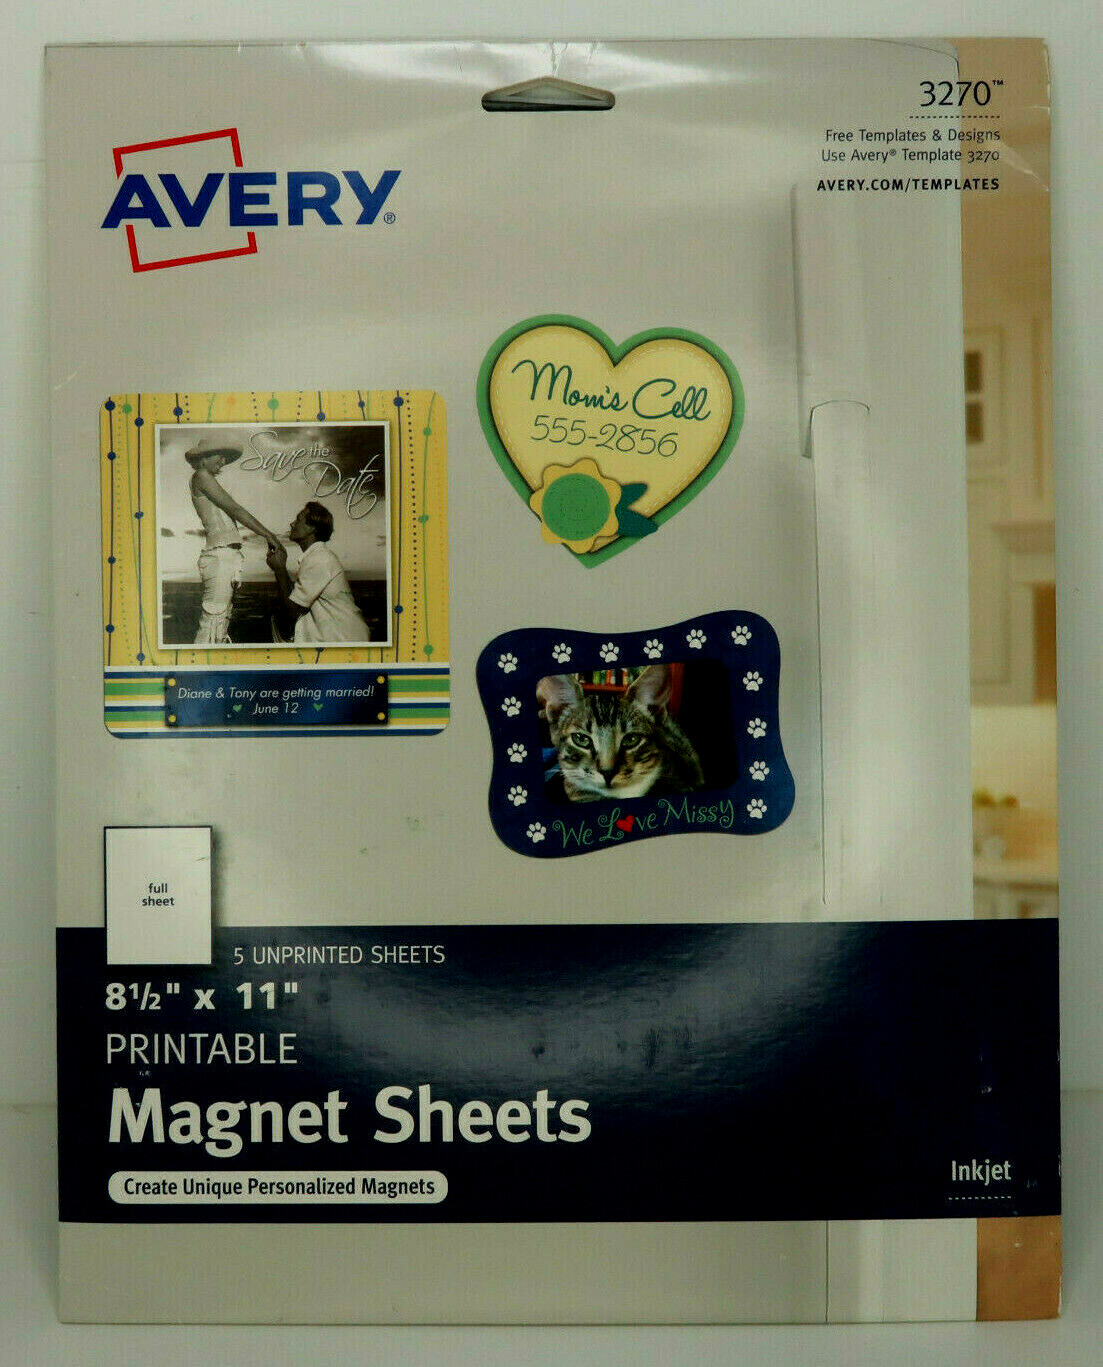 3270™
Free Templates & Designs
Use Avery® Template 3270
AVERY.COM/TEMPLATES
AVERY®
Mom's Cell
555-2856
Save the
Date
Diane & Tony are getting married!
June 12
We Love Missy
full
sheet
5 UNPRINTED SHEETS
8½" x 11"
PRINTABLE
Magnet Sheets
Create Unique Personalized Magnets
Inkjet